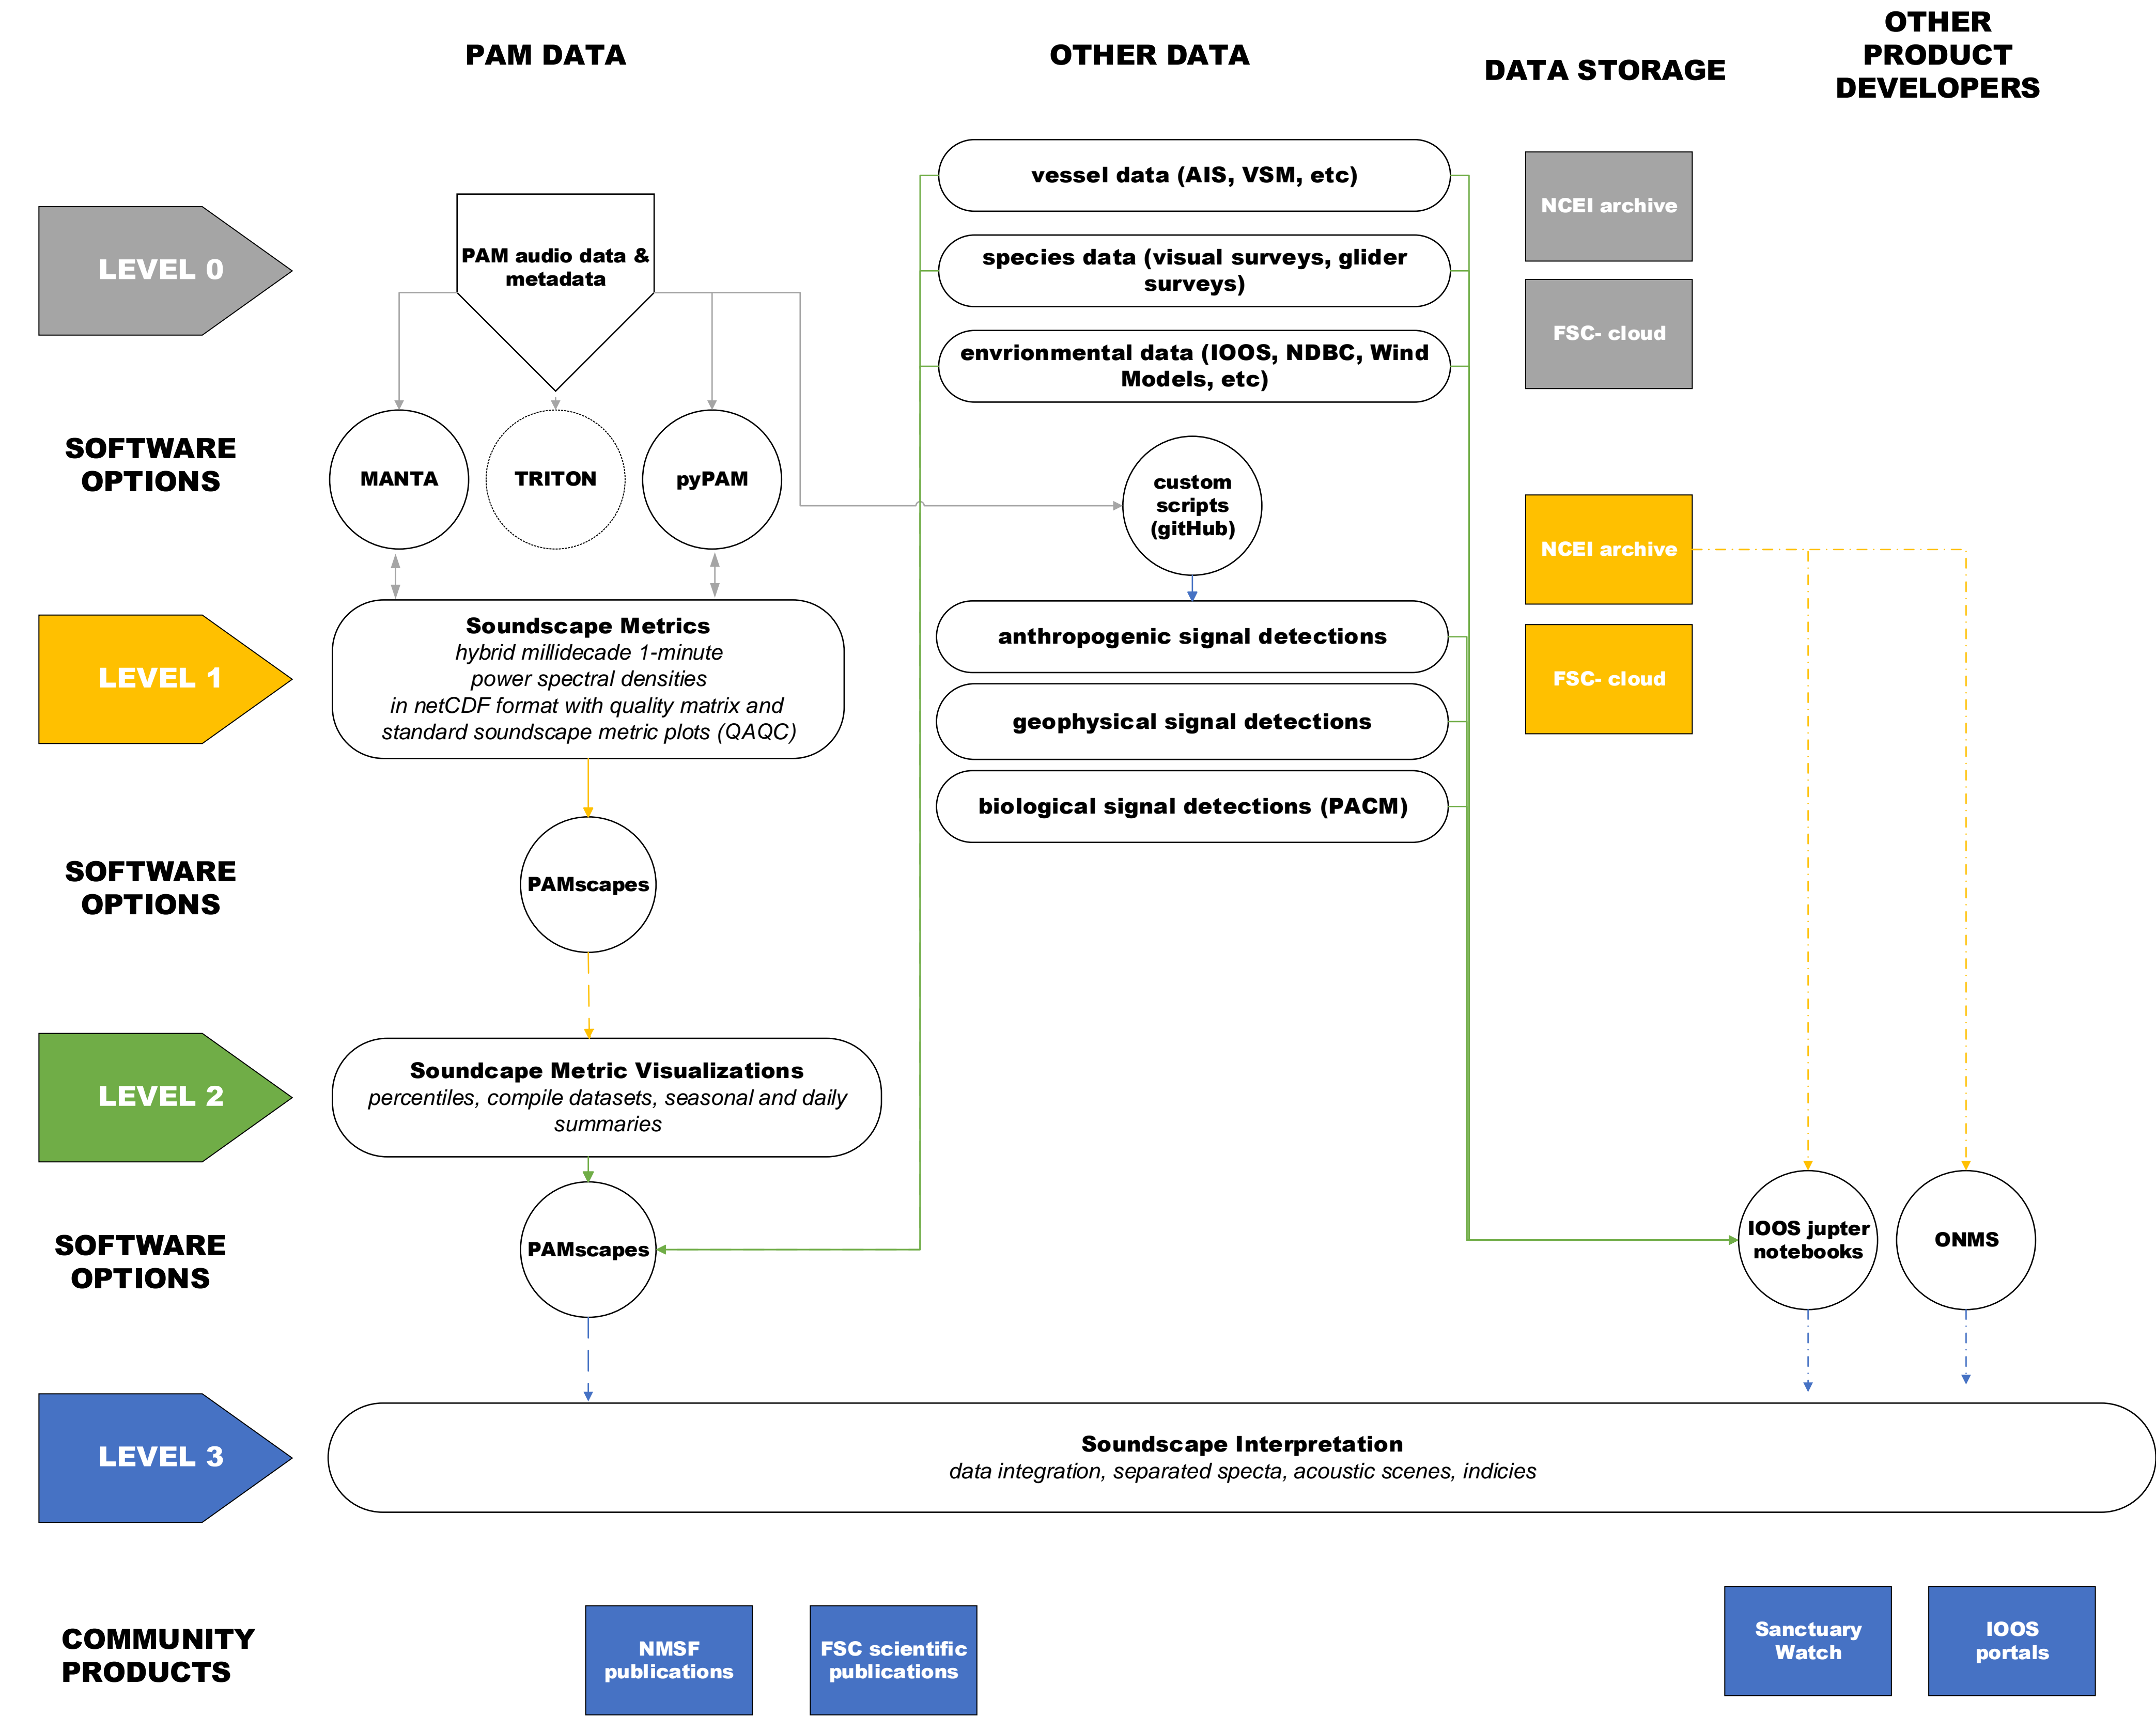 PAM DATA
OTHER DATA
DATA STORAGE
OTHER
PRODUCT
DEVELOPERS
LEVEL 0
PAM audio data &
metadata
vessel data (AIS, VSM, etc)
species data (visual surveys, glider
surveys)
envrionmental data (IOOS, NDBC, Wind
Models, etc)
NCEI archive
FSC- cloud
SOFTWARE
OPTIONS
MANTA
TRITON
pyPAM
custom
scripts
(gitHub)
NCEI archive
FSC- cloud
LEVEL 1
Soundscape Metrics
hybrid millidecade 1-minute
power spectral densities
in netCDF format with quality matrix and
standard soundscape metric plots (QAQC)
anthropogenic signal detections
geophysical signal detections
biological signal detections (PACM)
SOFTWARE
OPTIONS
PAMscapes
LEVEL 2
Soundcape Metric Visualizations
percentiles, compile datasets, seasonal and daily
summaries
SOFTWARE
OPTIONS
PAMscapes
IOOS jupter
notebooks
ONMS
LEVEL 3
Soundscape Interpretation
data integration, separated specta, acoustic scenes, indicies
COMMUNITY
PRODUCTS
NMSF
publications
FSC scientific
publications
Sanctuary
Watch
IOOS
portals